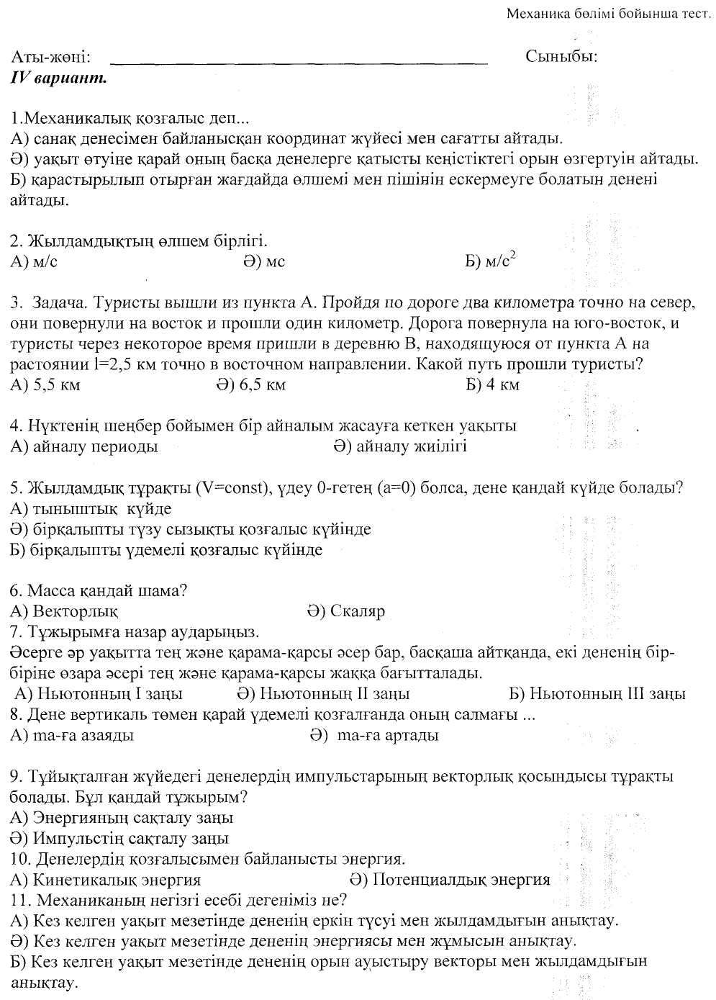 Механика бөлімі бойынша тест.
Аты-жөні: ______________________ Сыныбы:
IV вариант.
1.Механикалық қозғалыс деп...
А) санақ денесімен байланысқан координат жүйесі мен сағатты айтады.
Ә) уақыт өтуіне қарай оның басқа денелерге қатысты кеңістіктегі орын өзгертуін айтады.
Б) қарастырылып отырған жағдайда өлшемі мен пішінін ескермеуге болатын денені
айтады.
2. Жылдамдықтың өлшем бірлігі.
А) м/с Ә) мс Б) м/с²
3. Задача. Туристы вышли из пункта А. Пройдя по дороге два километра точно на север,
они повернули на восток и прошли один километр. Дорога повернула на юго-восток, и
туристы через некоторое время пришли в деревню В, находящуюся от пункта А на
растоянии l=2,5 км точно в восточном направлении. Какой путь прошли туристы?
А) 5,5 км Ә) 6,5 км Б) 4 км
4. Нүктенің шеңбер бойымен бір айналым жасауға кеткен уақыты .
А) айналу периоды Ә) айналу жиілігі
5. Жылдамдық тұрақты (V=const), үдеу 0-гетең (a=0) болса, дене қандай күйде болады?
А) тыныштық күйде
Ә) бірқалыпты түзу сызықты қозғалыс күйінде
Б) бірқалыпты үдемелі қозғалыс күйінде
6. Масса қандай шама?
А) Векторлық Ә) Скаляр
7. Тұжырымға назар аударыңыз.
Әсерге әр уақытта тең және қарама-қарсы әсер бар, басқаша айтқанда, екі дененің бір-
біріне өзара әсері тең және қарама-қарсы жаққа бағытталады.
А) Ньютонның I заңы Ә) Ньютонның II заңы Б) Ньютонның III заңы
8. Дене вертикаль төмен қарай үдемелі қозғалғанда оның салмағы ...
А) ma-ға азаяды Ә) ma-ға артады
9. Тұйықталған жүйедегі денелердің импульстарының векторлық қосындысы тұрақты
болады. Бұл қандай тұжырым?
А) Энергияның сақталу заңы
Ә) Импульстің сақталу заңы
10. Денелердің қозғалысымен байланысты энергия.
А) Кинетикалық энергия Ә) Потенциалдық энергия
11. Механиканың негізгі есебі дегеніміз не?
А) Кез келген уақыт мезетінде дененің еркін түсуі мен жылдамдығын анықтау.
Ә) Кез келген уақыт мезетінде дененің энергиясы мен жұмысын анықтау.
Б) Кез келген уақыт мезетінде дененің орын ауыстыру векторы мен жылдамдығын
анықтау.